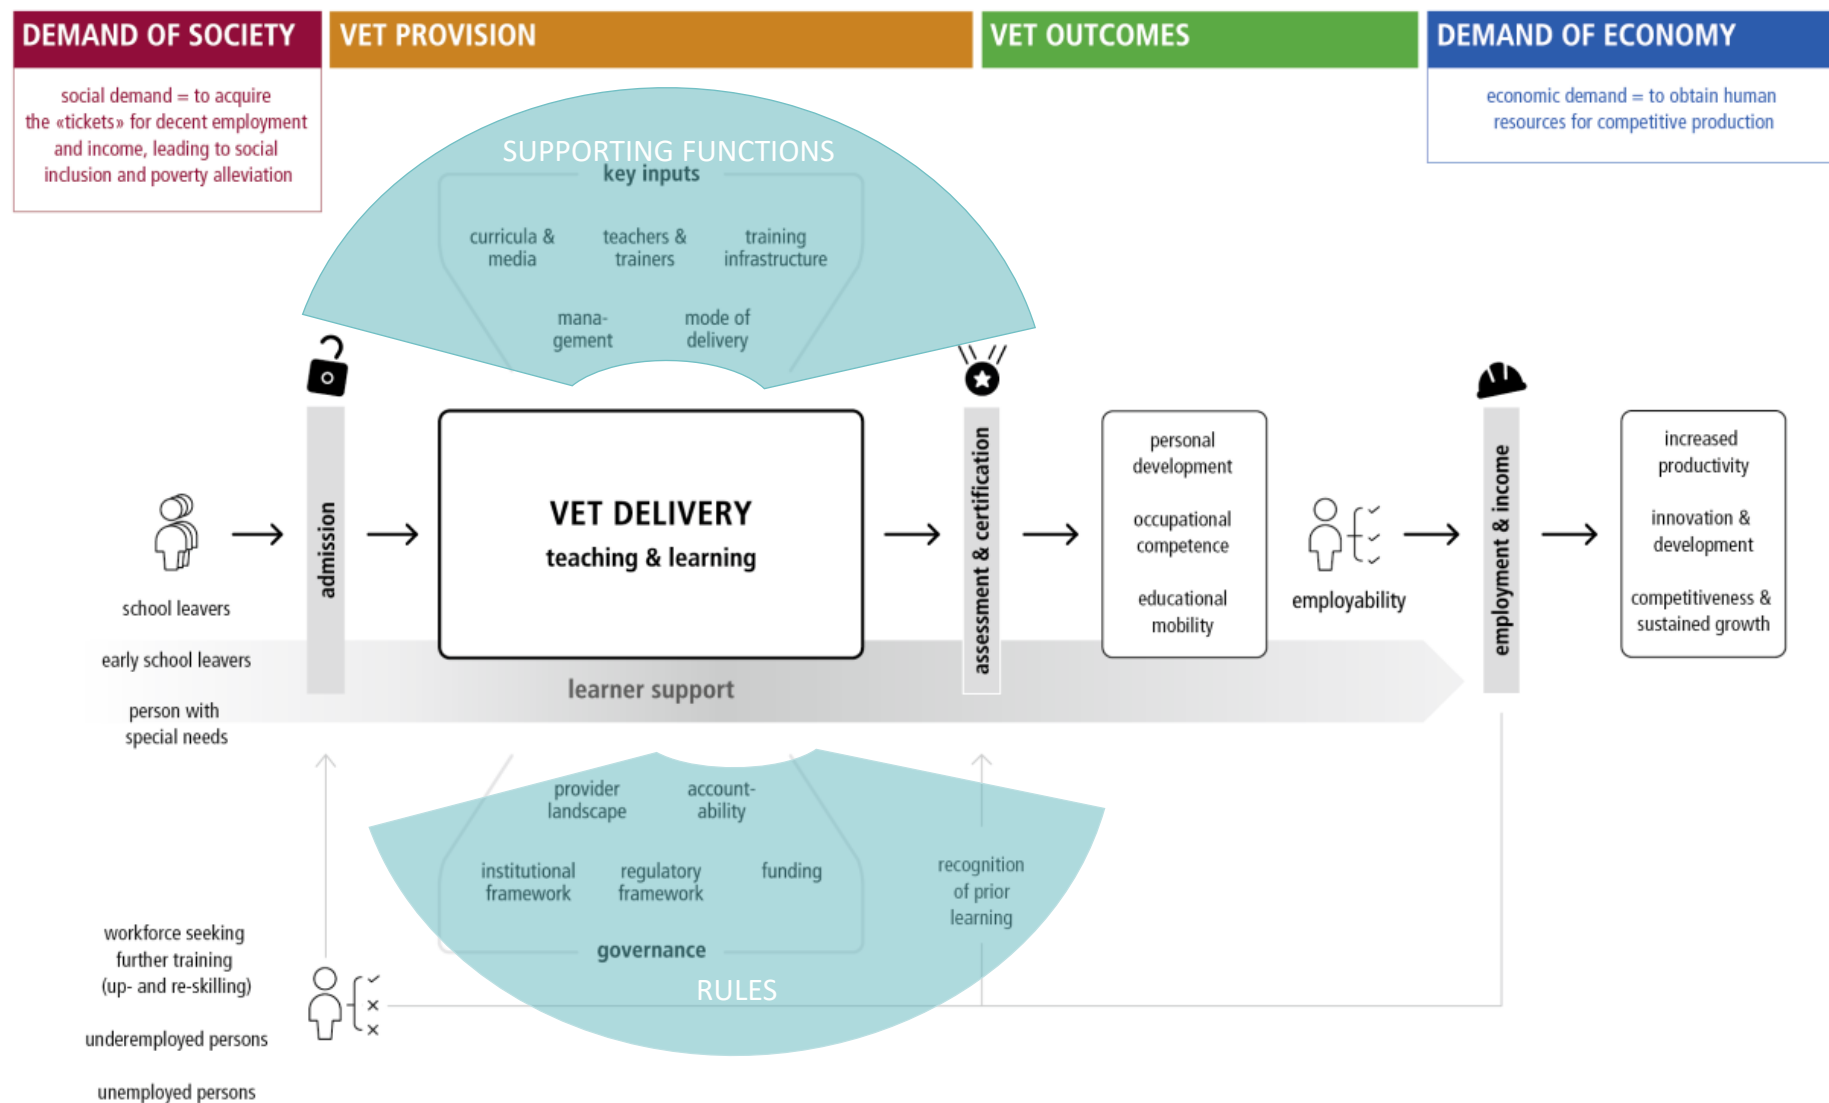 DEMAND OF SOCIETY
social demand = to acquire
the «tickets» for decent employment
and income, leading to social
inclusion and poverty alleviation
VET PROVISION
VET OUTCOMES
DEMAND OF ECONOMY
economic demand = to obtain human
resources for competitive production
SUPPORTING FUNCTIONS
key inputs
curricula &
media
teachers &
trainers
training
infrastructure
mana-
gement
mode of
delivery
school leavers
early school leavers
person with
special needs
admission
VET DELIVERY
teaching & learning
learner support
assessment & certification
personal
development
occupational
competence
educational
mobility
employability
employment & income
increased
productivity
innovation &
development
competitiveness &
sustained growth
provider
landscape
account-
ability
institutional
framework
regulatory
framework
funding
governance
RULES
recognition
of prior
learning
workforce seeking
further training
(up- and re-skilling)
underemployed persons
unemployed persons